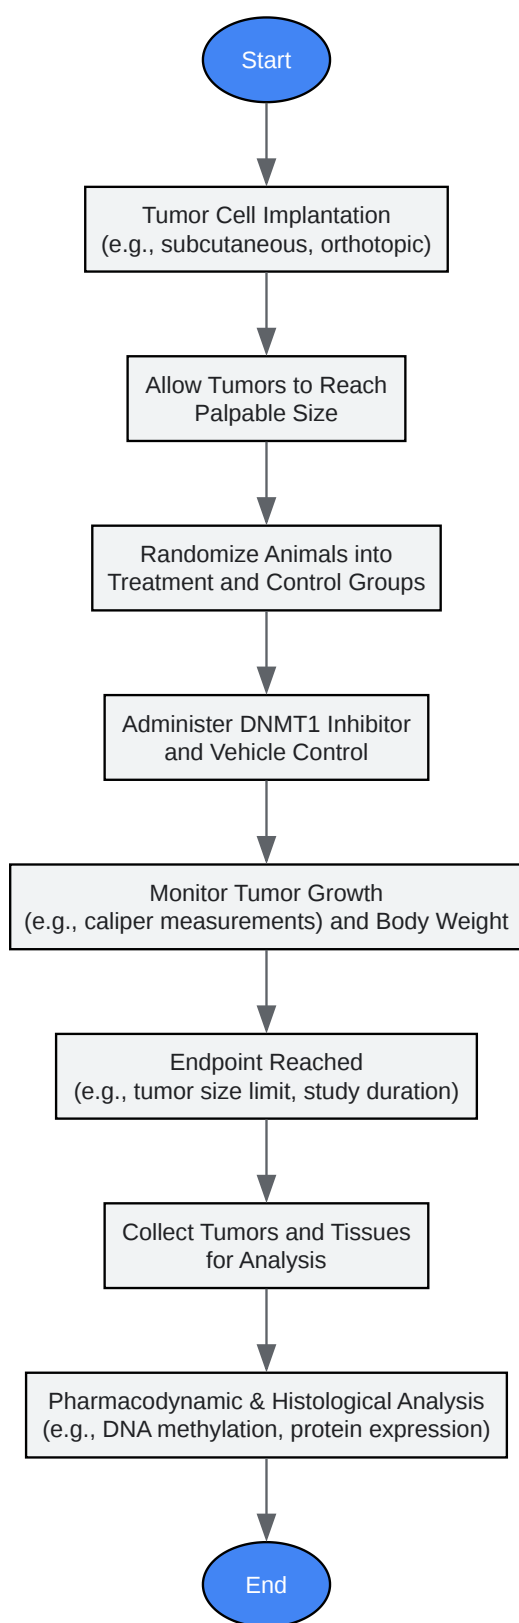 Start
Tumor Cell Implantation
(e.g., subcutaneous, orthotopic)
Allow Tumors to Reach
Palpable Size
Randomize Animals into
Treatment and Control Groups
Administer DNMT1 Inhibitor
and Vehicle Control
Monitor Tumor Growth
(e.g., caliper measurements) and Body Weight
Endpoint Reached
(e.g., tumor size limit, study duration)
Collect Tumors and Tissues
for Analysis
Pharmacodynamic & Histological Analysis
(e.g., DNA methylation, protein expression)
End